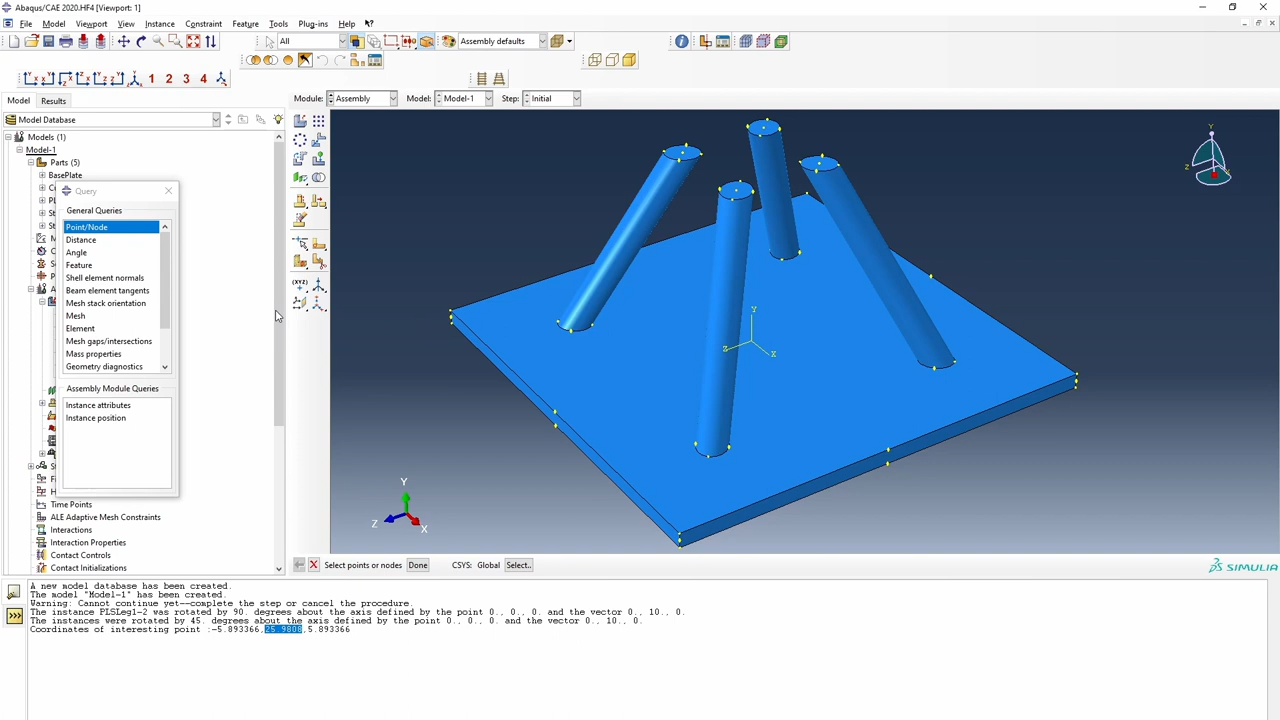 Abaqus/CAE 2020.HF4 [Viewport: 1]
File Model Viewport View Instance Constraint Feature Tools Plug-ins Help
All Assembly defaults
1 2 3 4
Model Results Module: Assembly Model: Model-1 Step: Initial
Model Database
Models (1)
Model-1
Parts (5)
BasePlate
Query
General Queries
Point/Node
Distance
Angle
Feature
Shell element normals
Beam element tangents
Mesh stack orientation
Mesh
Element
Mesh gaps/intersections
Mass properties
Geometry diagnostics
Assembly Module Queries
Instance attributes
Instance position
Time Points
ALE Adaptive Mesh Constraints
Interactions
Interaction Properties
Contact Controls
Contact Initializations
Y
Z
Y
Z
X
Y
Z
X
Select points or nodes Done CSYS: Global Select..
SIMULIA
A new model database has been created.
The model "Model-1" has been created.
Warning: Cannot continue yet--complete the step or cancel the procedure.
The instance PLSLeg1-2 was rotated by 90. degrees about the axis defined by the point 0., 0., 0. and the vector 0., 10., 0.
The instances were rotated by 45. degrees about the axis defined by the point 0., 0., 0. and the vector 0., 10., 0.
Coordinates of interesting point :-5.893366,25.9808,5.893366